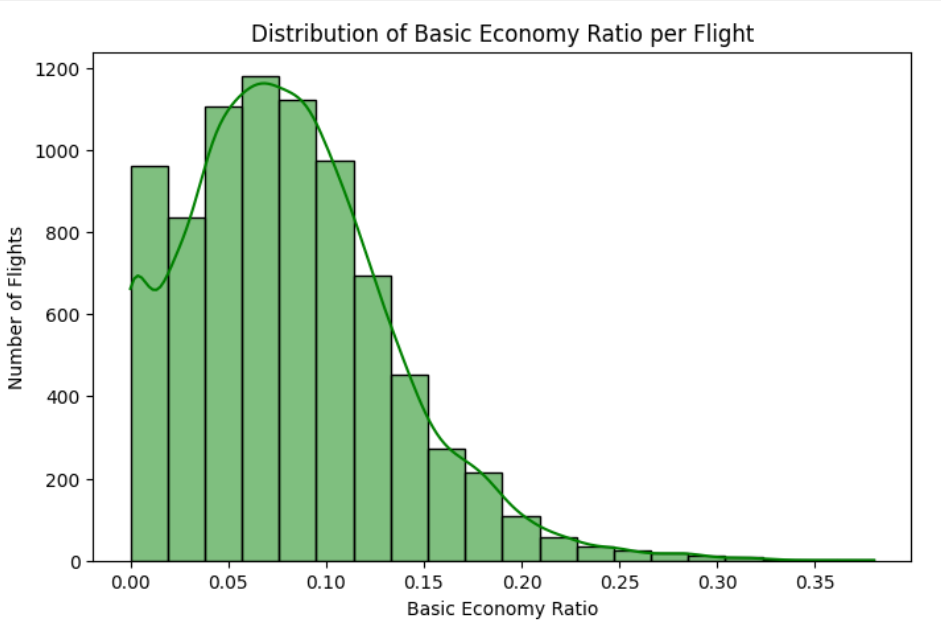 Distribution of Basic Economy Ratio per Flight
1200
1000
800
600
400
200
0
Number of Flights
0.00 0.05 0.10 0.15 0.20 0.25 0.30 0.35
Basic Economy Ratio